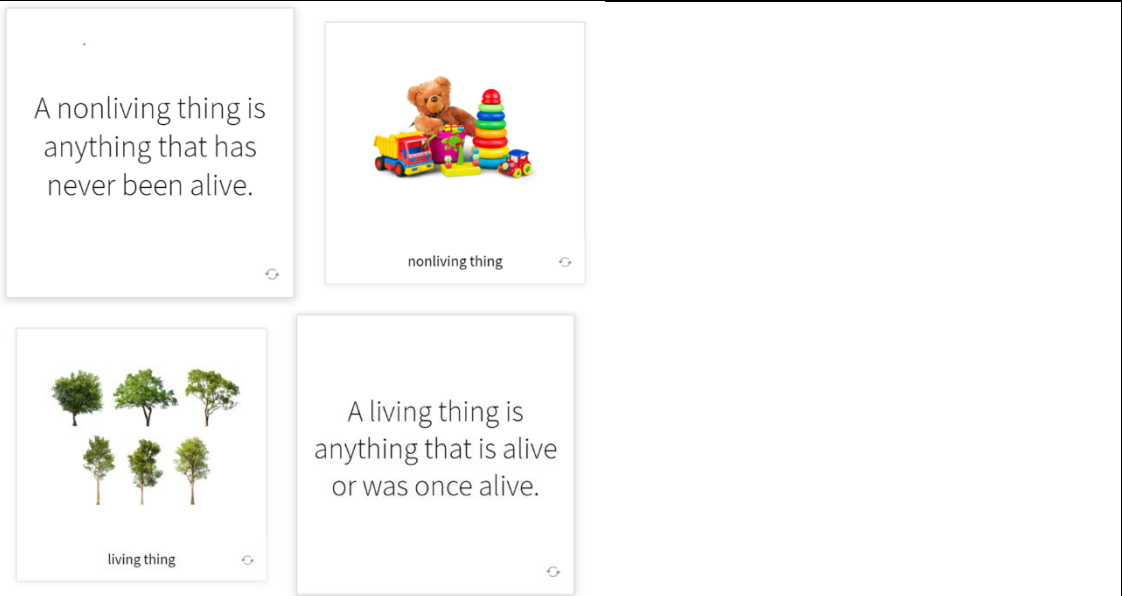 A nonliving thing is
anything that has
never been alive.
nonliving thing
living thing
A living thing is
anything that is alive
or was once alive.